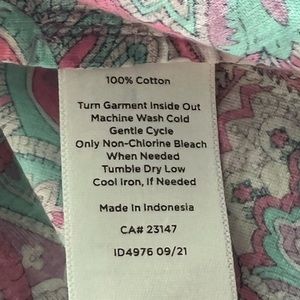 100% Cotton
Turn Garment Inside Out
Machine Wash Cold
Gentle Cycle
Only Non-Chlorine Bleach
When Needed
Tumble Dry Low
Cool Iron, If Needed
Made In Indonesia
CA# 23147
ID4976 09/21